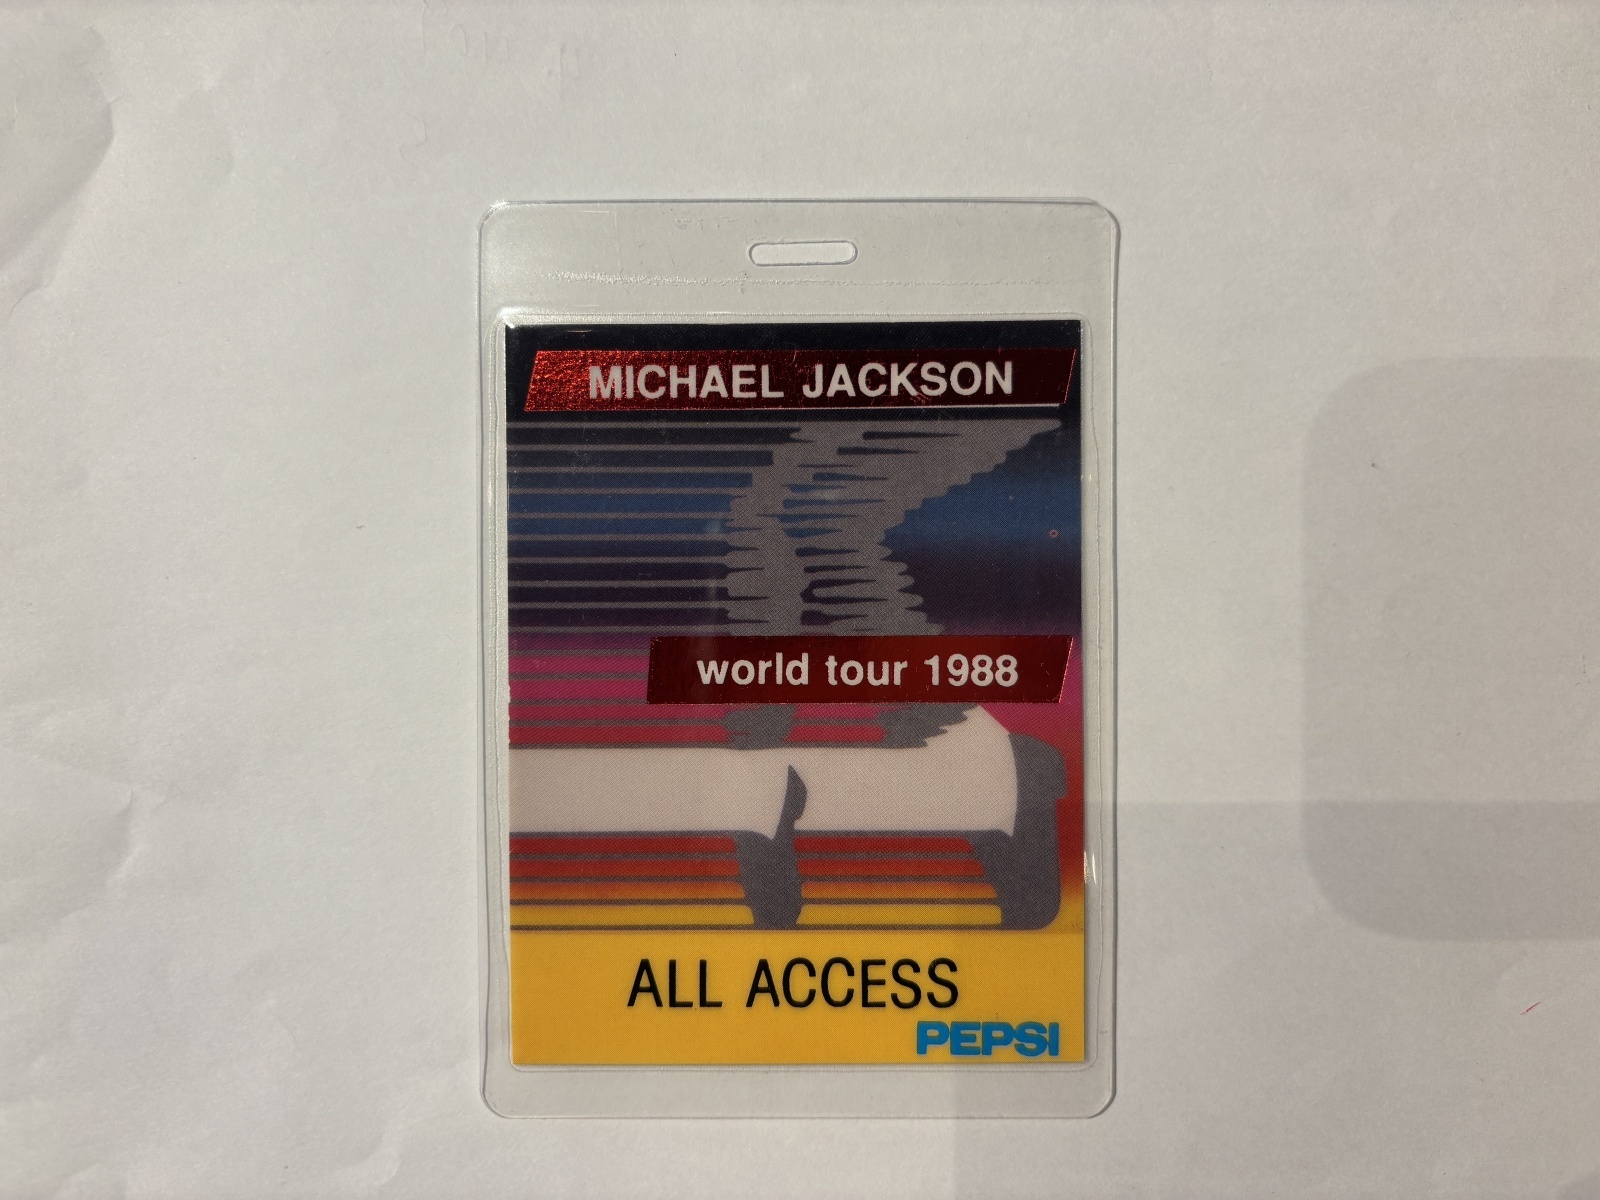 MICHAEL JACKSON
world tour 1988
ALL ACCESS
PEPSI